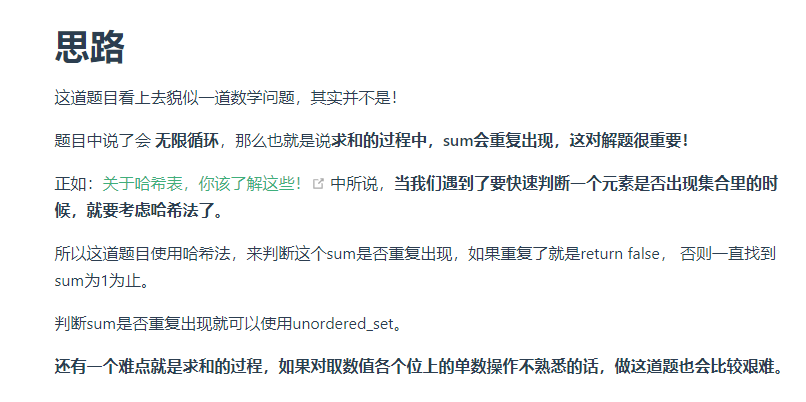 思路
这道题目看上去貌似一道数学问题，其实并不是！
题目中说了会 无限循环，那么也就是说求和的过程中，sum会重复出现，这对解题很重要！
正如：关于哈希表，你该了解这些！ 中所说，当我们遇到了要快速判断一个元素是否出现集合里的时
候，就要考虑哈希法了。
所以这道题目使用哈希法，来判断这个sum是否重复出现，如果重复了就是return false， 否则一直找到
sum为1为止。
判断sum是否重复出现就可以使用unordered_set。
还有一个难点就是求和的过程，如果对取数值各个位上的单数操作不熟悉的话，做这道题也会比较艰难。